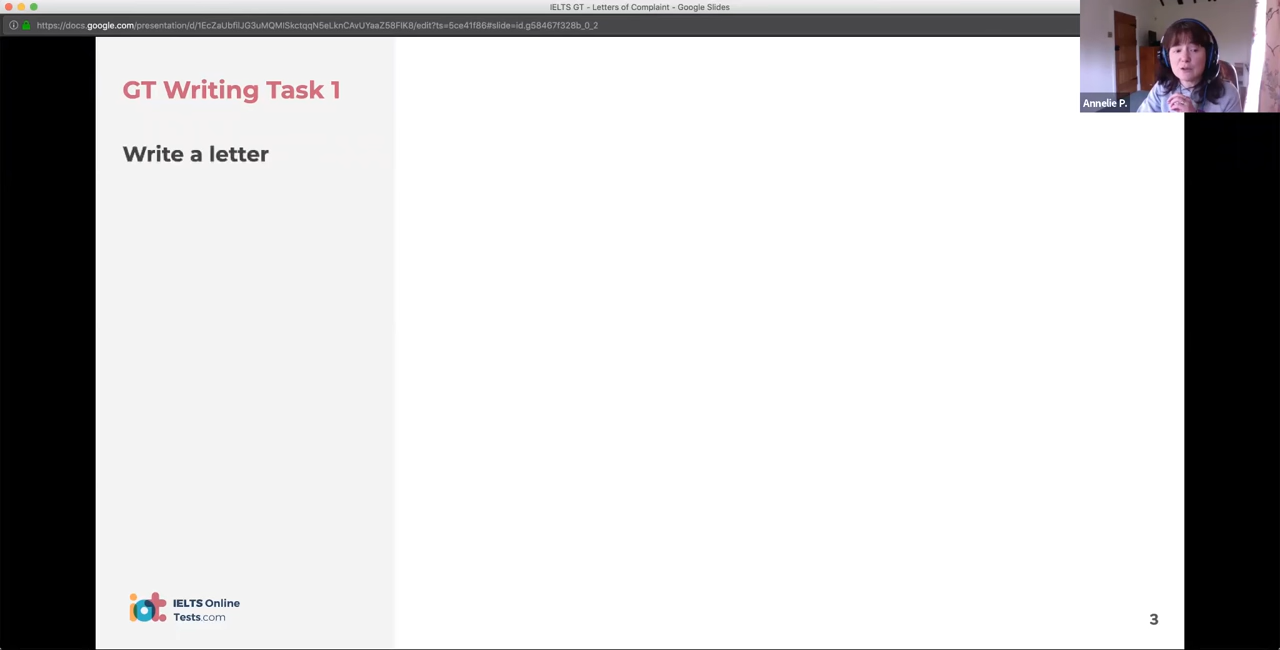 IELTS GT - Letters of Complaint - Google Slides
GT Writing Task 1
Write a letter
IELTS Online
Tests.com
3
Annelie P.